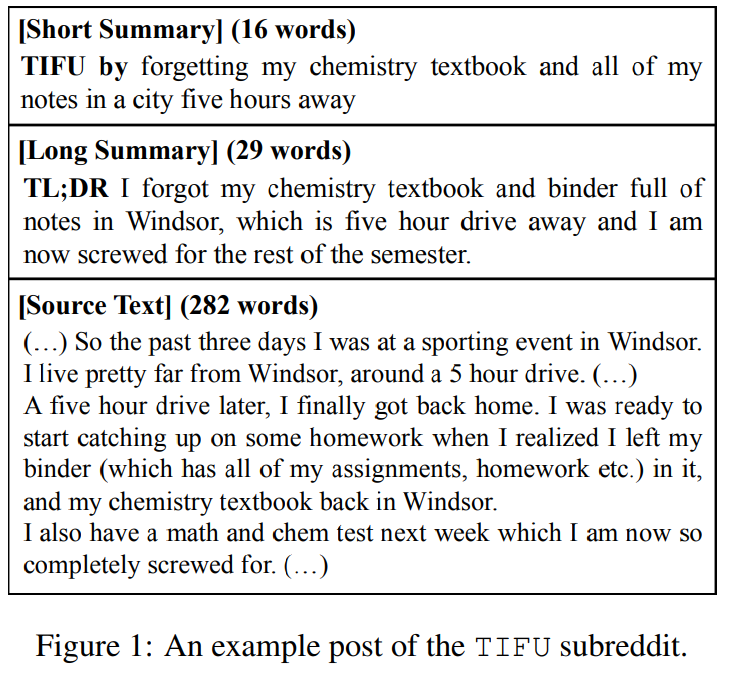 [Short Summary] (16 words)
TIFU by forgetting my chemistry textbook and all of my
notes in a city five hours away
[Long Summary] (29 words)
TL;DR I forgot my chemistry textbook and binder full of
notes in Windsor, which is five hour drive away and I am
now screwed for the rest of the semester.
[Source Text] (282 words)
(…) So the past three days I was at a sporting event in Windsor.
I live pretty far from Windsor, around a 5 hour drive. (…)
A five hour drive later, I finally got back home. I was ready to
start catching up on some homework when I realized I left my
binder (which has all of my assignments, homework etc.) in it,
and my chemistry textbook back in Windsor.
I also have a math and chem test next week which I am now so
completely screwed for. (…)
Figure 1: An example post of the TIFU subreddit.